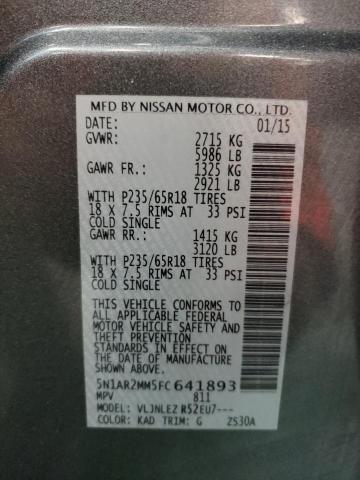 MFD BY NISSAN MOTOR CO., LTD.
DATE: 01/15
GVWR: 2715 KG
5986 LB
GAWR FR.: 1325 KG
2921 LB
WITH P235/65R18 TIRES
18 X 7.5 RIMS AT 33 PSI
COLD SINGLE
GAWR RR.: 1415 KG
3120 LB
WITH P235/65R18 TIRES
18 X 7.5 RIMS AT 33 PSI
COLD SINGLE
THIS VEHICLE CONFORMS TO
ALL APPLICABLE FEDERAL
MOTOR VEHICLE SAFETY
AND THEFT PREVENTION
STANDARDS IN EFFECT ON
THE DATE OF MANUFACTURE
SHOWN ABOVE.
5N1AR2MM5FC641893
MPV 811
VLJNLEZ R52EU7---
COLOR: KAD TRIM: G ZS30A